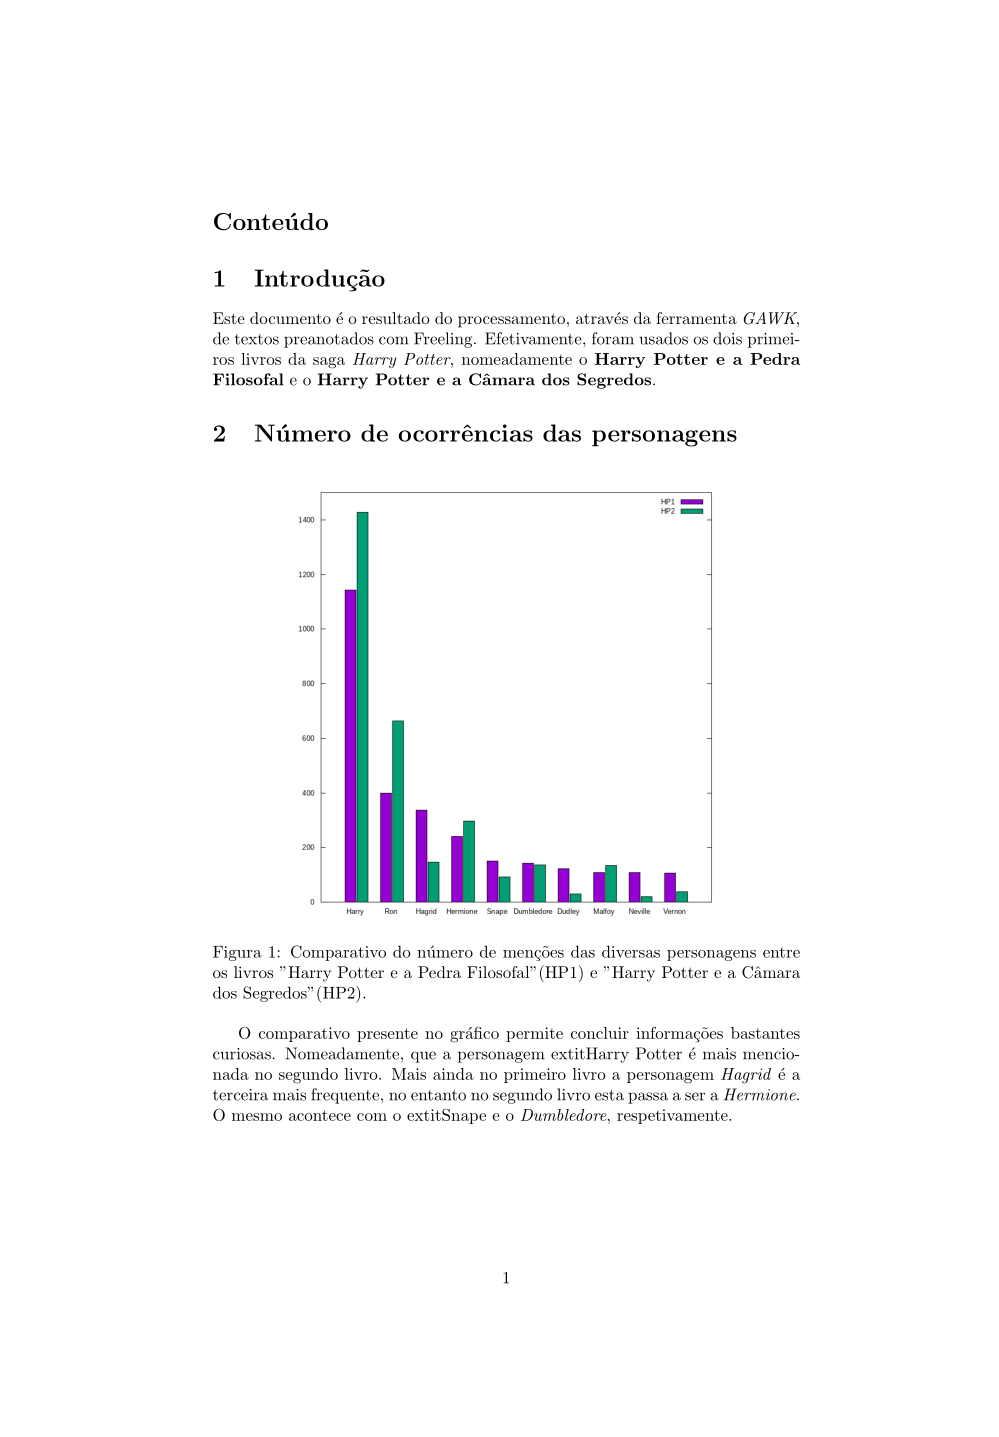 Conteúdo
1 Introdução
Este documento é o resultado do processamento, através da ferramenta GAWK,
de textos preanotados com Freeling. Efetivamente, foram usados os dois primei-
ros livros da saga Harry Potter, nomeadamente o Harry Potter e a Pedra
Filosofal e o Harry Potter e a Câmara dos Segredos.
2 Número de ocorrências das personagens
HP1
HP2
1400
1200
1000
800
600
400
200
0
Harry Ron Hagrid Hermione Snape Dumbledore Dudley Malfoy Neville Vernon
Figura 1: Comparativo do número de menções das diversas personagens entre
os livros ”Harry Potter e a Pedra Filosofal”(HP1) e ”Harry Potter e a Câmara
dos Segredos”(HP2).
O comparativo presente no gráfico permite concluir informações bastantes
curiosas. Nomeadamente, que a personagem extitHarry Potter é mais mencio-
nada no segundo livro. Mais ainda no primeiro livro a personagem Hagrid é a
terceira mais frequente, no entanto no segundo livro esta passa a ser a Hermione.
O mesmo acontece com o extitSnape e o Dumbledore, respetivamente.
1